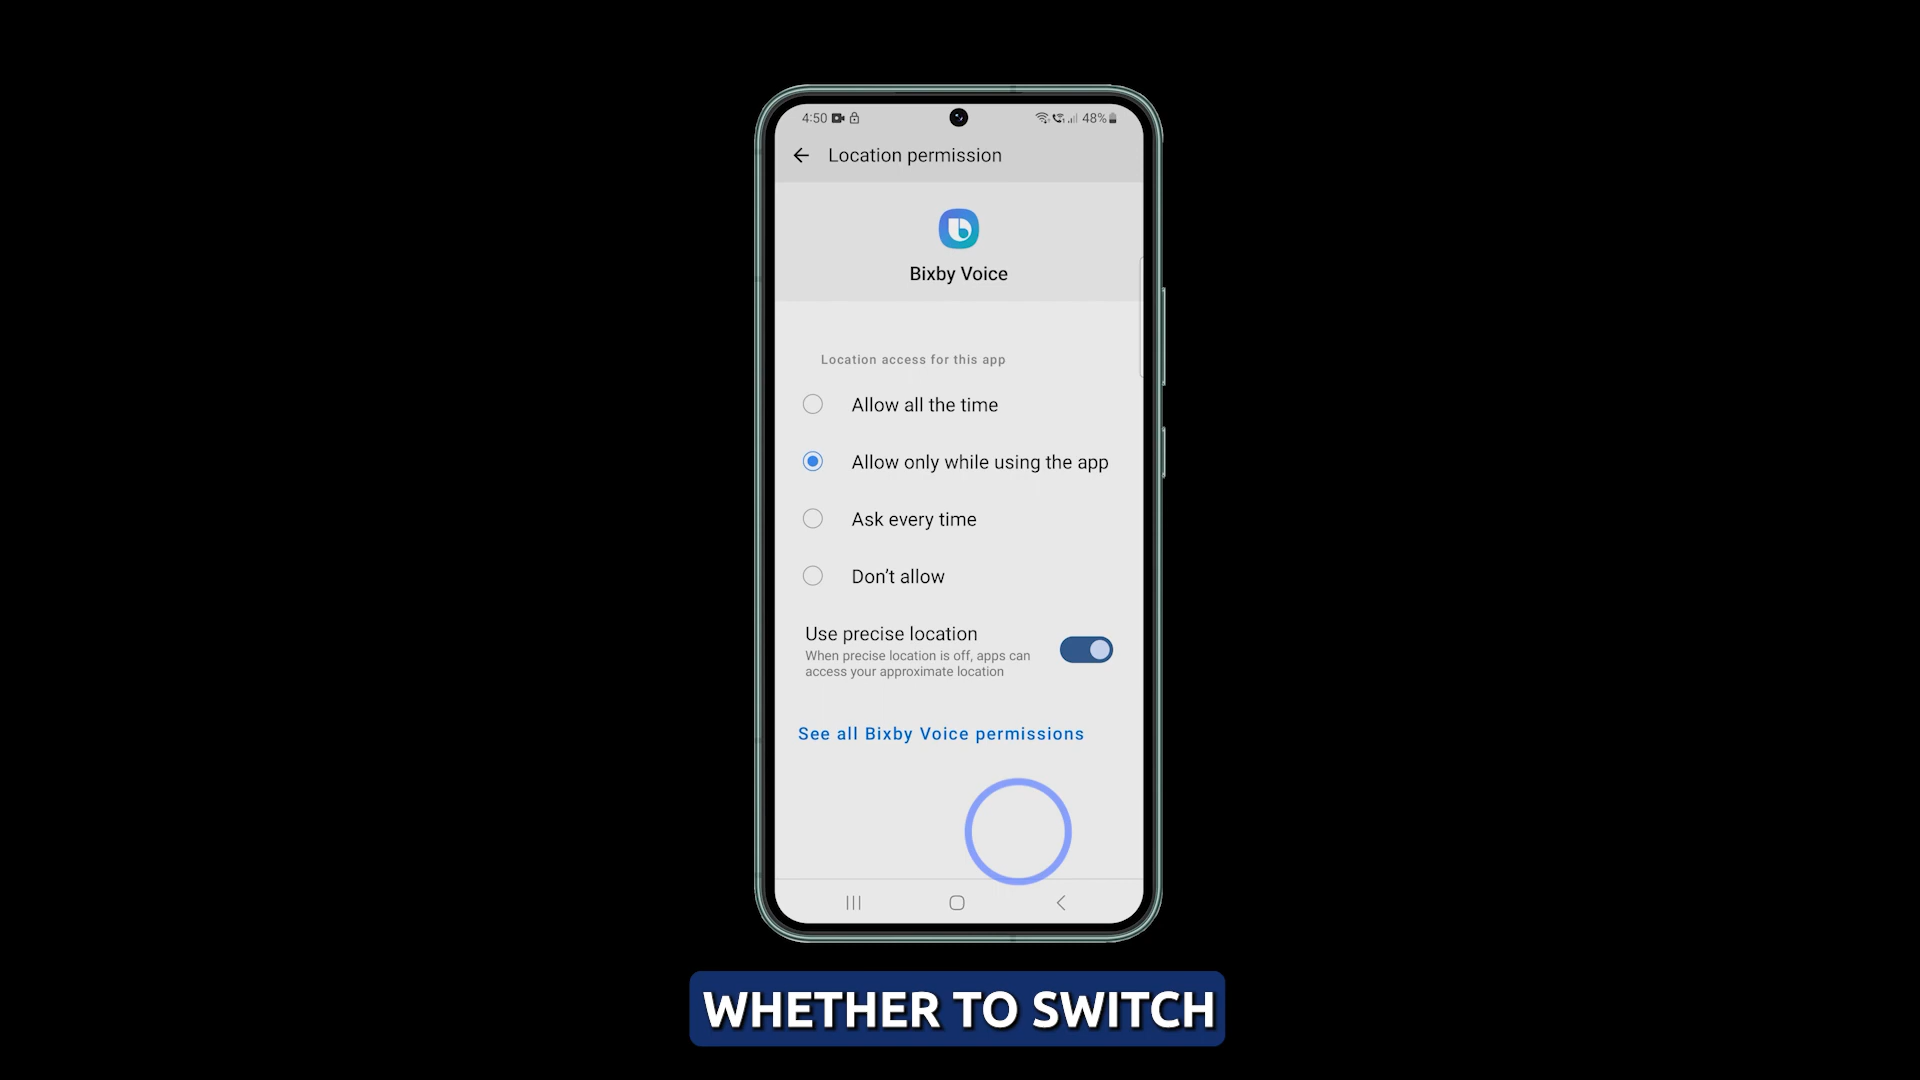 4:50
48%
Location permission
Bixby Voice
Location access for this app
Allow all the time
Allow only while using the app
Ask every time
Don't allow
Use precise location
When precise location is off, apps can
access your approximate location
See all Bixby Voice permissions
WHETHER TO SWITCH